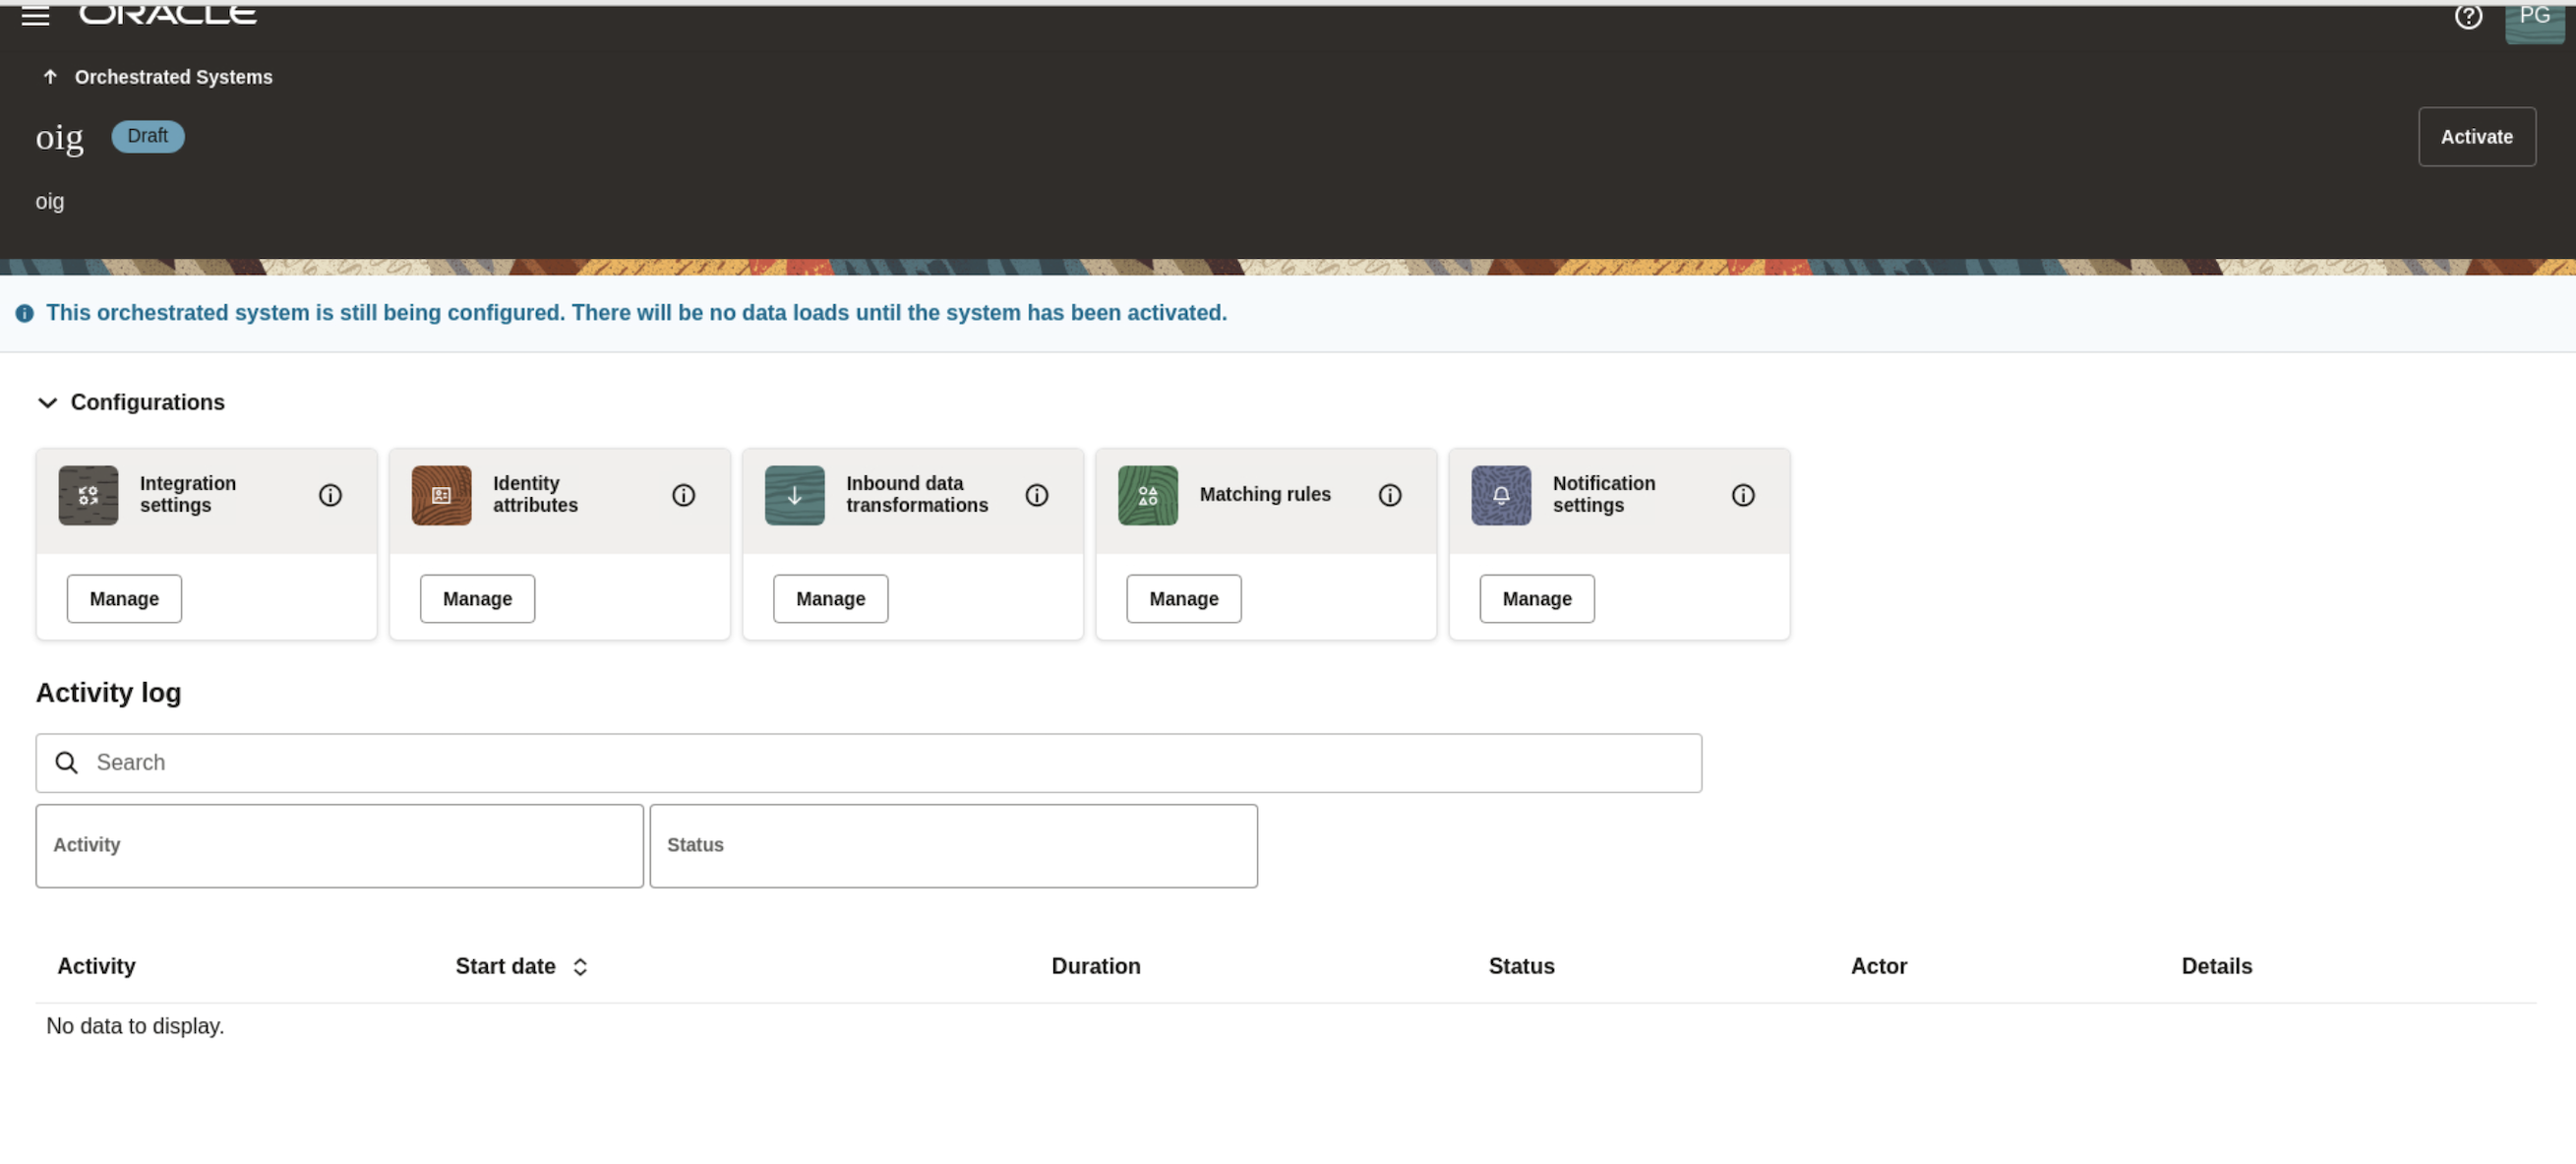 ORACLE
PG
Orchestrated Systems
oig Draft
Activate
oig
This orchestrated system is still being configured. There will be no data loads until the system has been activated.
Configurations
Integration settings
Identity attributes
Inbound data transformations
Matching rules
Notification settings
Manage Manage Manage Manage Manage
Activity log
Search
Activity Status
Activity Start date Duration Status Actor Details
No data to display.